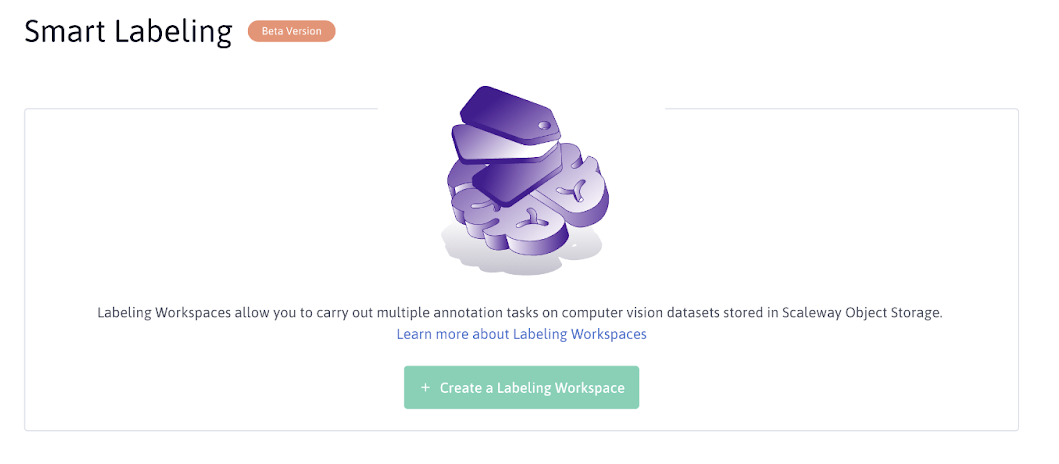 Smart Labeling
Beta Version
Labeling Workspaces allow you to carry out multiple annotation tasks on computer vision datasets stored in Scaleway Object Storage.
Learn more about Labeling Workspaces
+ Create a Labeling Workspace